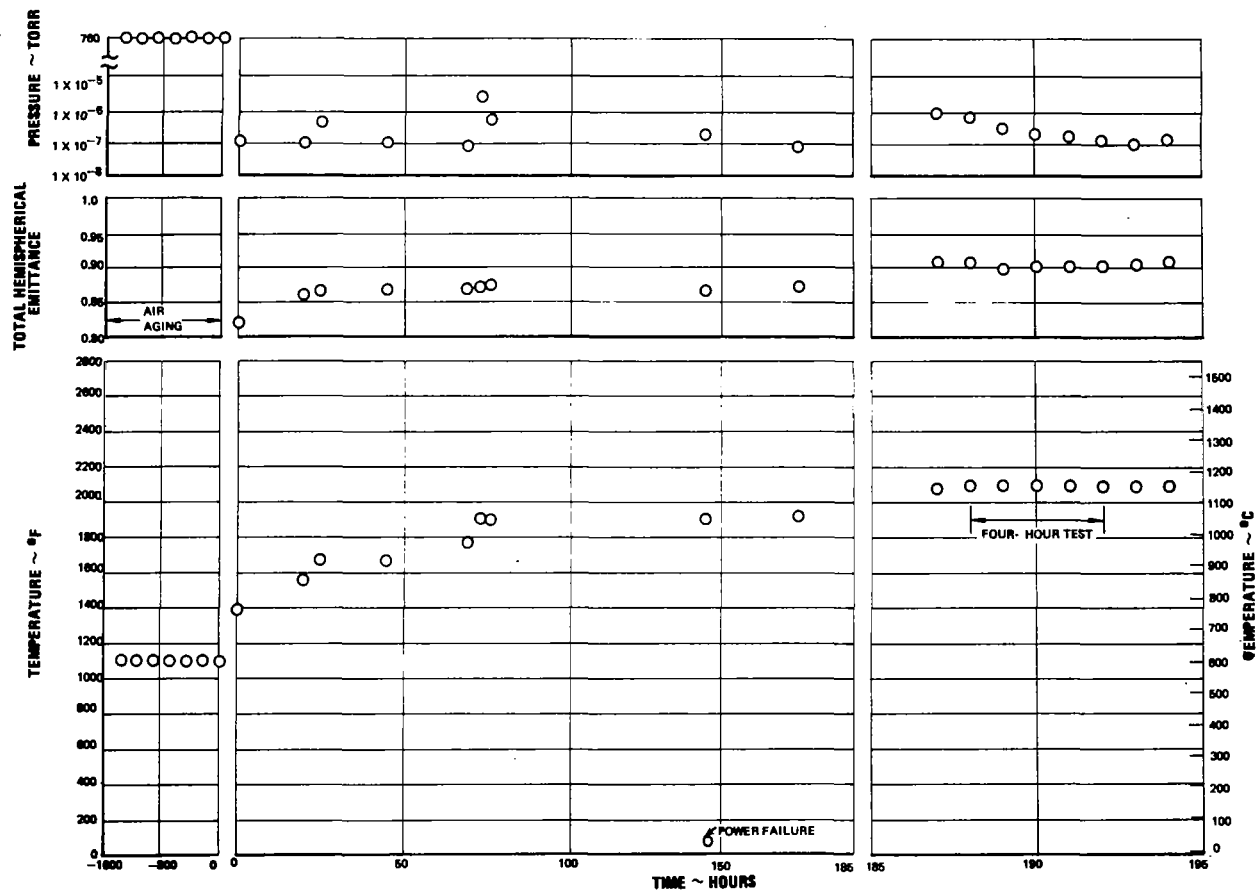 PRESSURE ~ TORR
760
1 X 10⁻⁵
1 X 10⁻⁶
1 X 10⁻⁷
1 X 10⁻⁸
TOTAL HEMISPHERICAL
EMITTANCE
1.0
0.95
0.90
0.85
0.80
AIR
AGING
TEMPERATURE ~ °F
2800
2600
2400
2200
2000
1800
1600
1400
1200
1000
800
600
400
200
0
1500
1400
1300
1200
1100
1000
900
800
700
600
500
400
300
200
100
0
TEMPERATURE ~ °C
FOUR-HOUR TEST
POWER FAILURE
0 50 100 150 185 185 190 195
TIME ~ HOURS